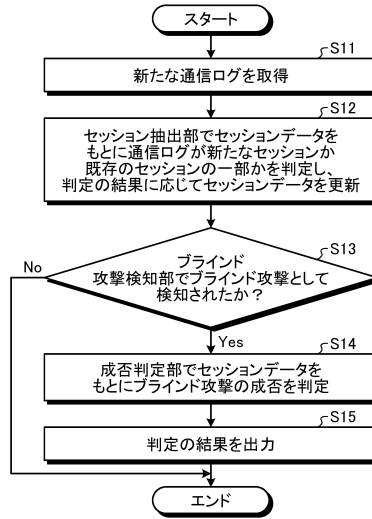 スタート
S11
新たな通信ログを取得
S12
セッション抽出部でセッションデータを
もとに通信ログが新たなセッションか
既存のセッションの一部かを判定し、
判定の結果に応じてセッションデータを更新
S13
ブラインド
攻撃検知部でブラインド攻撃として
検知されたか？
No
Yes
S14
成否判定部でセッションデータを
もとにブラインド攻撃の成否を判定
S15
判定の結果を出力
エンド